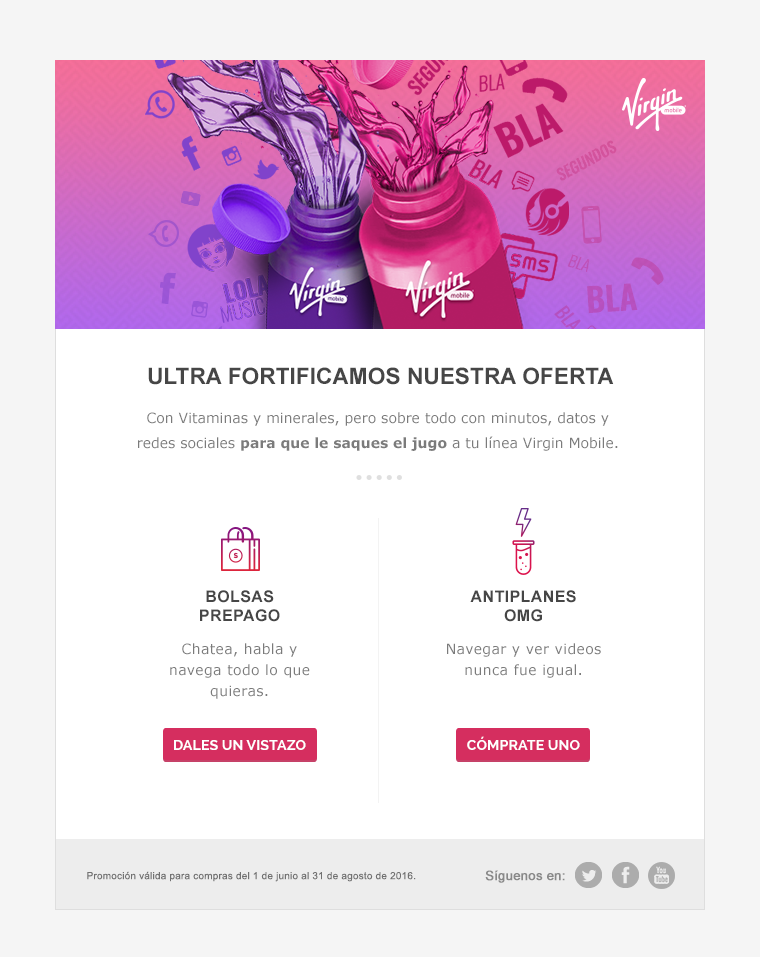 SEGUN
BLA
BLA
SEGUNDOS
BLA
SMS
BLA
BLA
BLA
LOLA
MUSIC
Virgin
mobile
Virgin
mobile
Virgin
mobile
ULTRA FORTIFICAMOS NUESTRA OFERTA
Con Vitaminas y minerales, pero sobre todo con minutos, datos y
redes sociales para que le saques el jugo a tu línea Virgin Mobile.
S
BOLSAS
PREPAGO
Chatea, habla y
navega todo lo que
quieras.
DALES UN VISTAZO
ANTIPLANES
OMG
Navegar y ver videos
nunca fue igual.
CÓMPRATE UNO
Promoción válida para compras del 1 de junio al 31 de agosto de 2016.
Síguenos en:
You
Tube